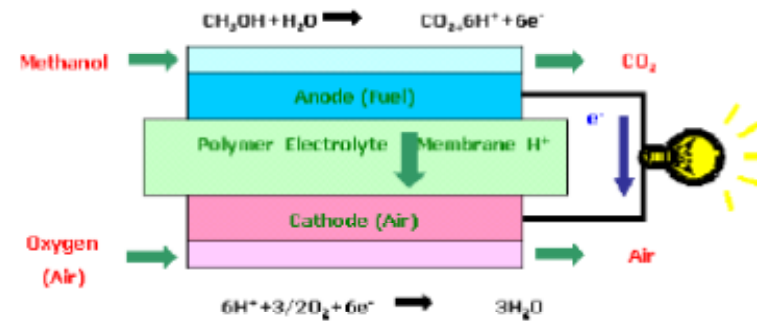 CH₃OH+H₂O → CO₂+6H⁺+6e⁻
Methanol
CO₂
Anode (Fuel)
e⁻
Polymer Electrolyte Membrane H⁺
Cathode (Air)
Oxygen
(Air)
Air
6H⁺+3/2O₂+6e⁻ → 3H₂O